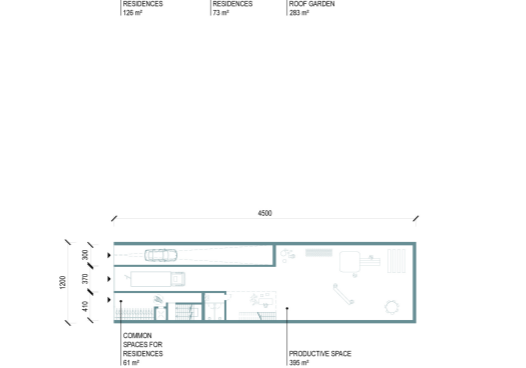 RESIDENCES
126 m²
RESIDENCES
73 m²
ROOF GARDEN
283 m²
4500
1200
300
370
410
COMMON
SPACES FOR
RESIDENCES
61 m²
PRODUCTIVE SPACE
395 m²